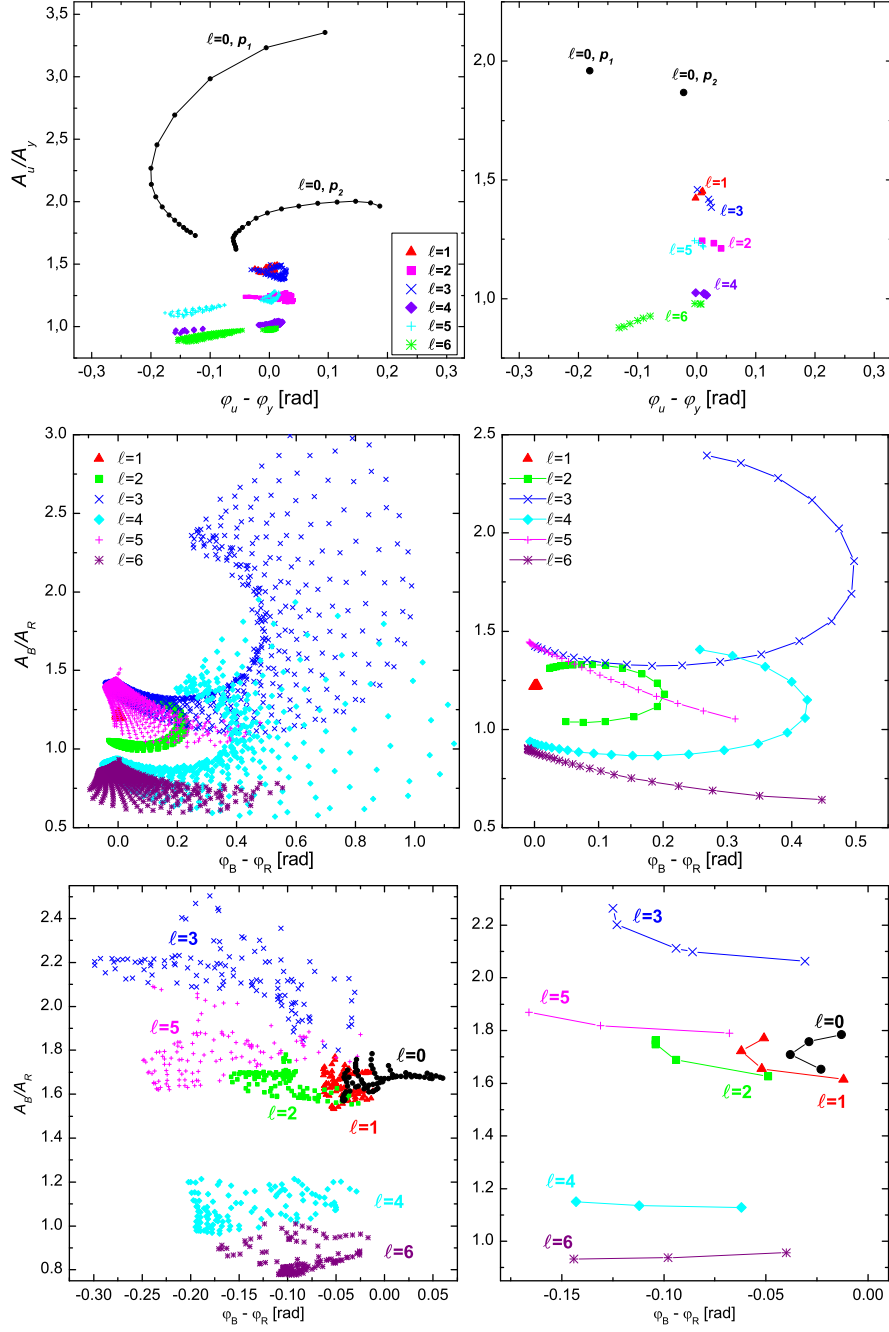 3,5
3,0
2,5
2,0
1,5
1,0
A_u/A_y
ℓ=0, p_1
ℓ=0, p_2
ℓ=1
ℓ=2
ℓ=3
ℓ=4
ℓ=5
ℓ=6
-0,3 -0,2 -0,1 0,0 0,1 0,2 0,3
φ_u - φ_y [rad]
2,0
1,5
1,0
ℓ=0, p_1
ℓ=0, p_2
ℓ=1
ℓ=3
ℓ=2
ℓ=5
ℓ=4
ℓ=6
-0,3 -0,2 -0,1 0,0 0,1 0,2 0,3
φ_u - φ_y [rad]
3.0
2.5
2.0
1.5
1.0
0.5
A_B/A_R
ℓ=1
ℓ=2
ℓ=3
ℓ=4
ℓ=5
ℓ=6
0.0 0.2 0.4 0.6 0.8 1.0
φ_B - φ_R [rad]
2.5
2.0
1.5
1.0
0.5
ℓ=1
ℓ=2
ℓ=3
ℓ=4
ℓ=5
ℓ=6
0.0 0.1 0.2 0.3 0.4 0.5
φ_B - φ_R [rad]
2.4
2.2
2.0
1.8
1.6
1.4
1.2
1.0
0.8
A_B/A_R
ℓ=3
ℓ=5
ℓ=0
ℓ=2
ℓ=1
ℓ=4
ℓ=6
-0.30 -0.25 -0.20 -0.15 -0.10 -0.05 0.00 0.05
φ_B - φ_R [rad]
2.2
2.0
1.8
1.6
1.4
1.2
1.0
ℓ=3
ℓ=5
ℓ=0
ℓ=2
ℓ=1
ℓ=4
ℓ=6
-0.15 -0.10 -0.05 0.00
φ_B - φ_R [rad]